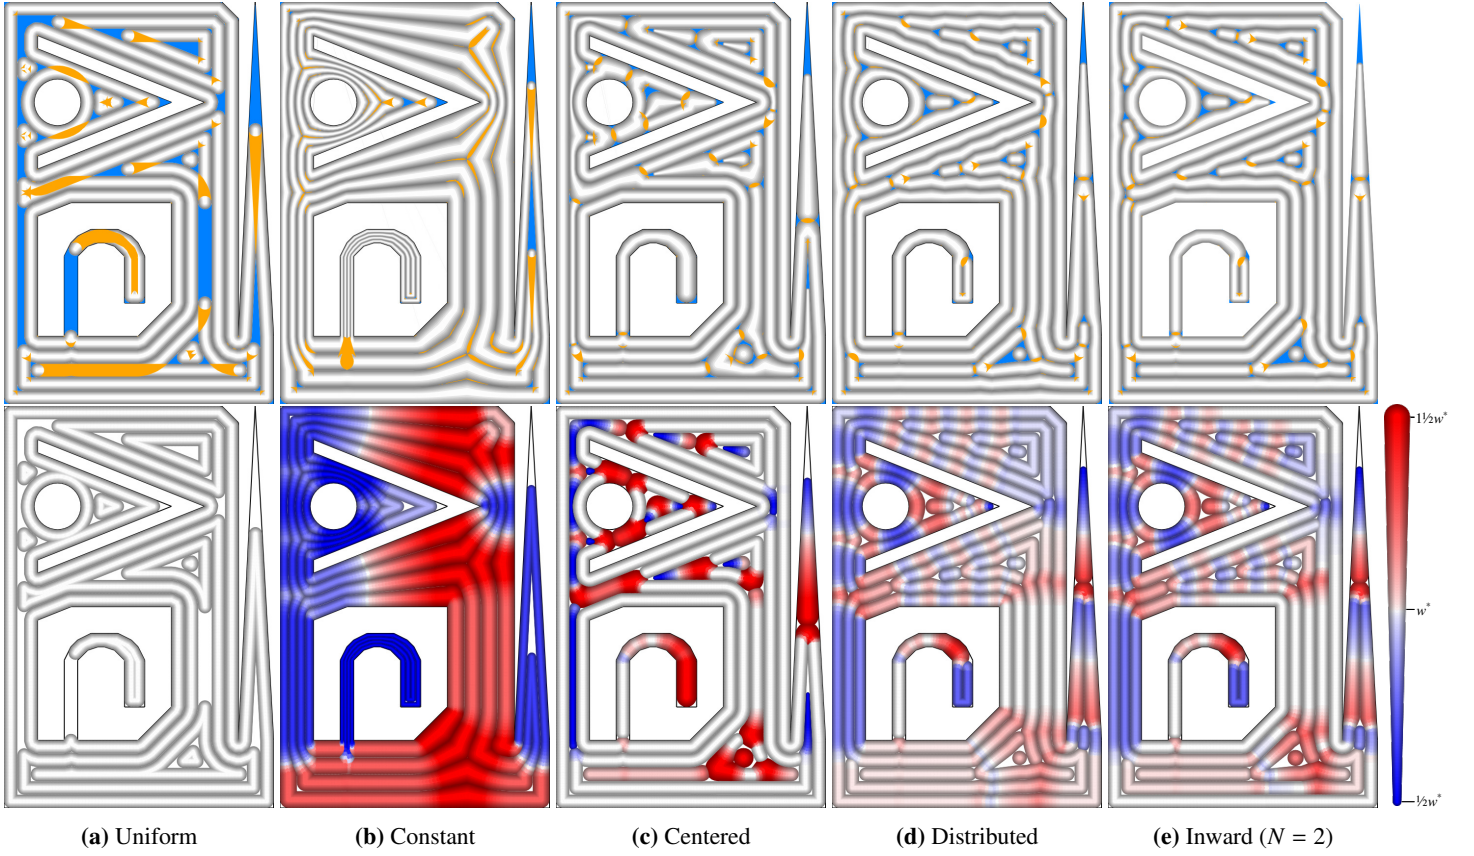 1½w*
w*
½w*
(a) Uniform
(b) Constant
(c) Centered
(d) Distributed
(e) Inward (N = 2)